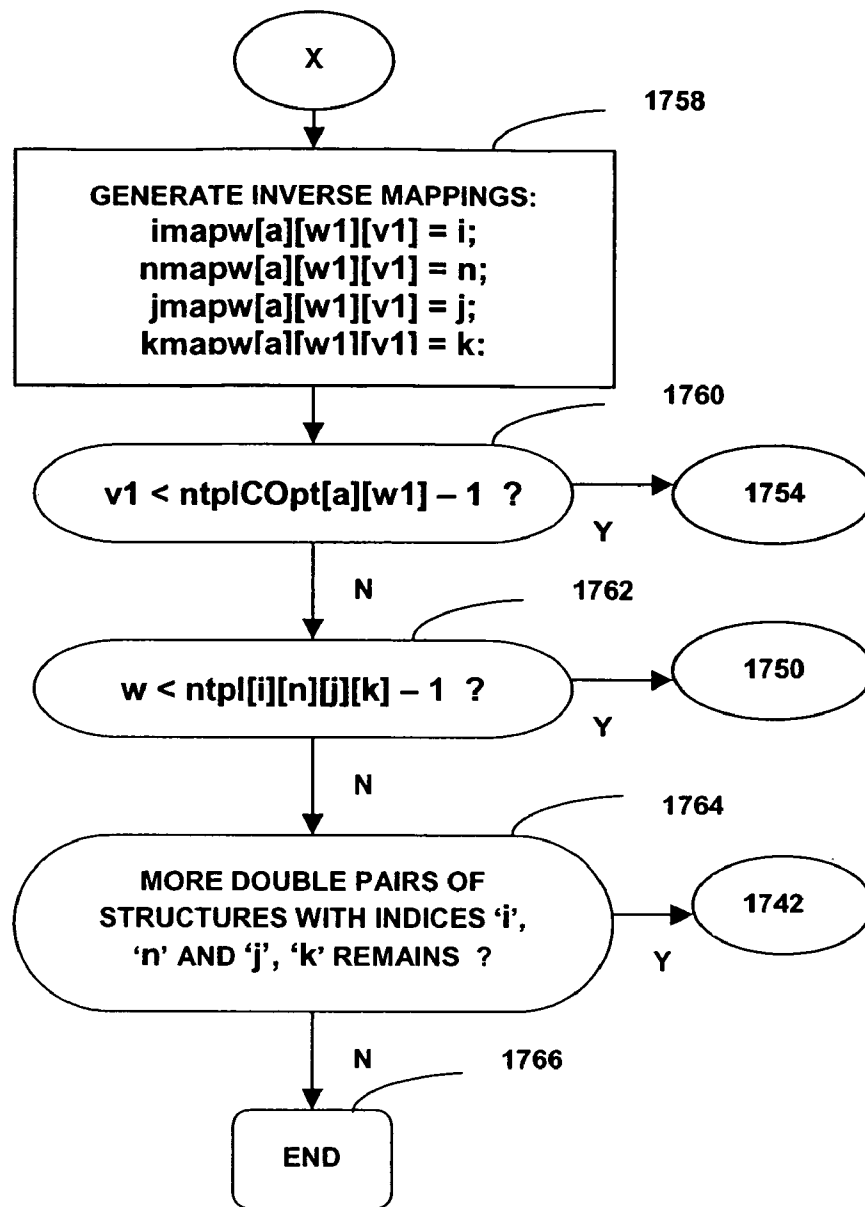 X
1758
GENERATE INVERSE MAPPINGS:
imapw[a][w1][v1] = i;
nmapw[a][w1][v1] = n;
jmapw[a][w1][v1] = j;
kmapw[a][w1][v1] = k;
1760
v1 < ntplCOpt[a][w1] – 1 ?
1754
Y
N
1762
w < ntpl[i][n][j][k] – 1 ?
1750
Y
N
1764
MORE DOUBLE PAIRS OF
STRUCTURES WITH INDICES ‘i’,
‘n’ AND ‘j’, ‘k’ REMAINS ?
1742
Y
N
1766
END